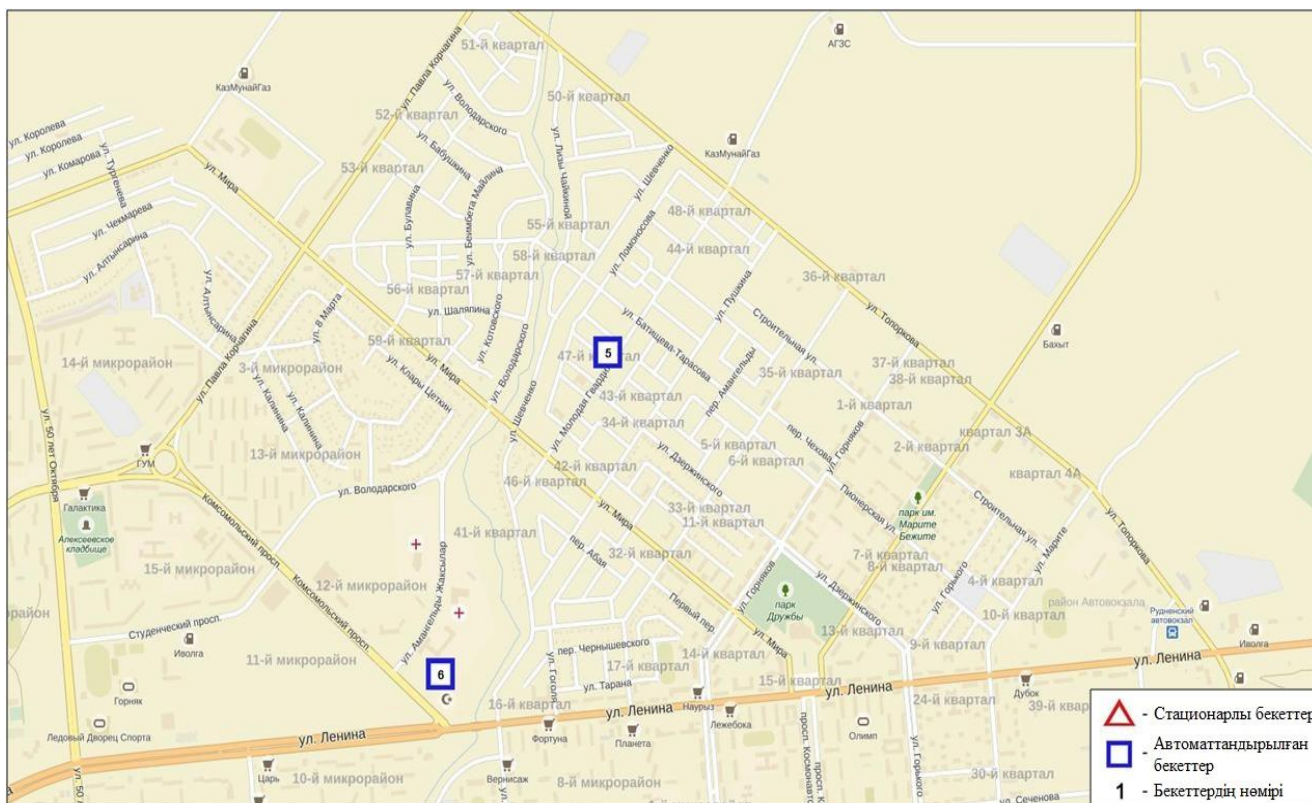 51-й квартал
АГЗС
ул. Павла Корчагина
КазМунайГаз
50-й квартал
ул. Володарского
52-й квартал
ул. Королева
ул. Королева
ул. Комарова
ул. Тургенева
ул. Бабушкина
ул. Лизы Чайкиной
КазМунайГаз
ул. Шевченко
53-й квартал
ул. Мира
ул. Булавина
ул. Беимбета Майлина
ул. Чекмарева
ул. Алтынсарина
ул. Алтынсарина
55-й квартал
48-й квартал
ул. Ломоносова
44-й квартал
58-й квартал
57-й квартал
36-й квартал
56-й квартал
ул. Пушкина
ул. 8 Марта
ул. Шаляпина
ул. Котовского
ул. Володарского
ул. Батищева-Тарасова
Строительная ул.
ул. Топоркова
Бахыт
59-й квартал
ул. Мира
5
47-й квартал
14-й микрорайон
3-й микрорайон
ул. Павла Корчагина
ул. Клары Цеткин
37-й квартал
35-й квартал
38-й квартал
пер. Амангельды
43-й квартал
1-й квартал
ул. Калинина
ул. Калинина
ул. Шевченко
34-й квартал
квартал 3А
ул. 50 лет Октября
5-й квартал
2-й квартал
пер. Чехова
ул. Горняков
ГУМ
13-й микрорайон
6-й квартал
42-й квартал
ул. Дзержинского
квартал 4А
46-й квартал
ул. Володарского
Галактика
Комсомольский просп.
Алексеевское
кладбище
парк им.
Марите
Бежите
Пионерская ул.
Строительная ул.
ул. Топоркова
33-й квартал
11-й квартал
ул. Мира
41-й квартал
пер. Абая
32-й квартал
7-й квартал
8-й квартал
ул. Марите
15-й микрорайон
12-й микрорайон
ул. Амангельды Жаксылар
ул. Горняков
парк
Дружбы
ул. Дзержинского
ул. Горького
4-й квартал
10-й квартал
район Автовокзала
Рудненский
автовокзал
Студенческий просп.
Иволга
Комсомольский просп.
Первый пер.
ул. Мира
13-й квартал
9-й квартал
Иволга
11-й микрорайон
пер. Чернышевского
14-й квартал
ул. Ленина
6
17-й квартал
ул. Тарана
15-й квартал
ул. Гоголя
Горняк
16-й квартал
Наурыз
ул. Ленина
24-й квартал
Дубок
39-й
ул. Ленина
Ледовый Дворец Спорта
ул. Ленина
Фортуна
Планета
Лежебока
Олимп
Царь
10-й микрорайон
Вернисаж
8-й микрорайон
ул. Горького
30-й квартал
ул. Сеченова
- Стационарлы бекеттер
- Автоматтандырылған
бекеттер
1 - Бекеттердің нөмірі